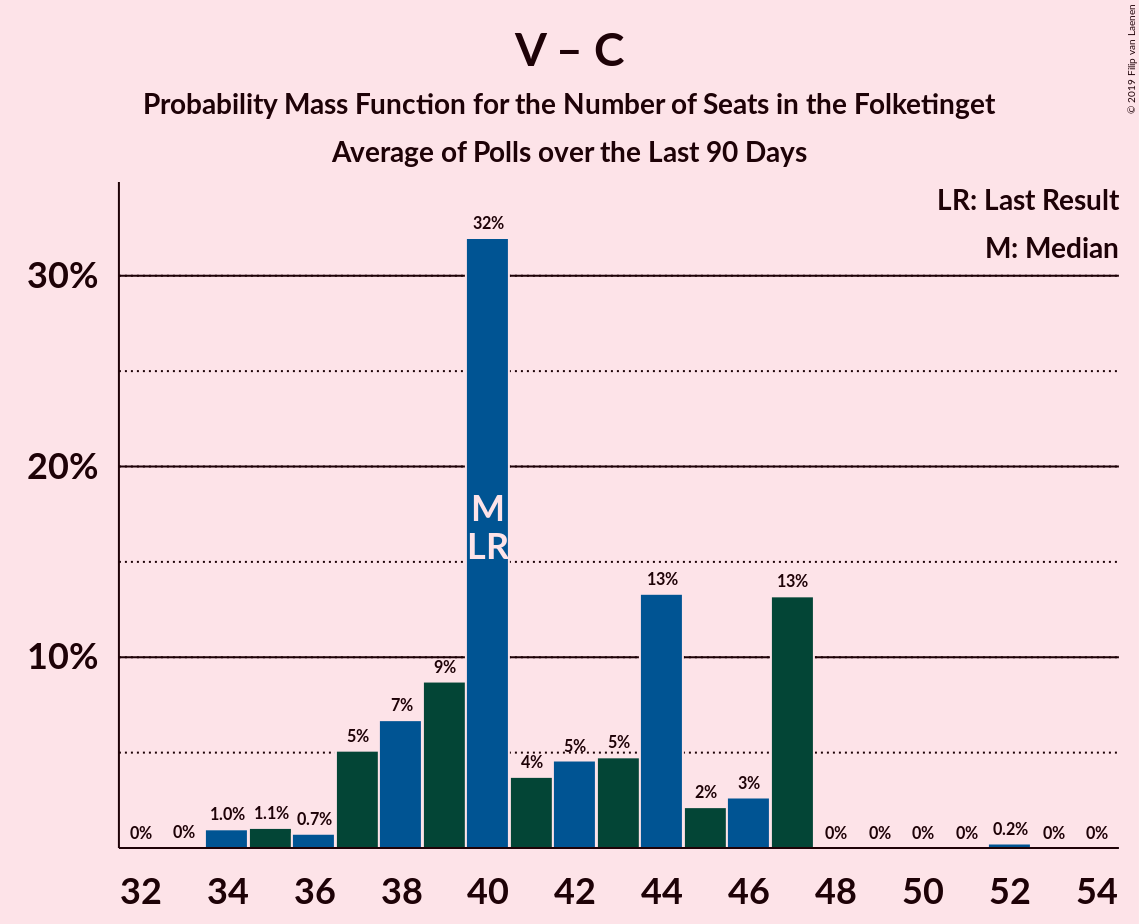 V – C
Probability Mass Function for the Number of Seats in the Folketinget
Average of Polls over the Last 90 Days
© 2019 Filip van Laenen
LR: Last Result
M: Median
30%
20%
10%
0% 0% 1.0% 1.1% 0.7% 5% 7% 9% 32% 4% 5% 5% 13% 2% 3% 13% 0% 0% 0% 0% 0.2% 0% 0%
M
LR
32 34 36 38 40 42 44 46 48 50 52 54